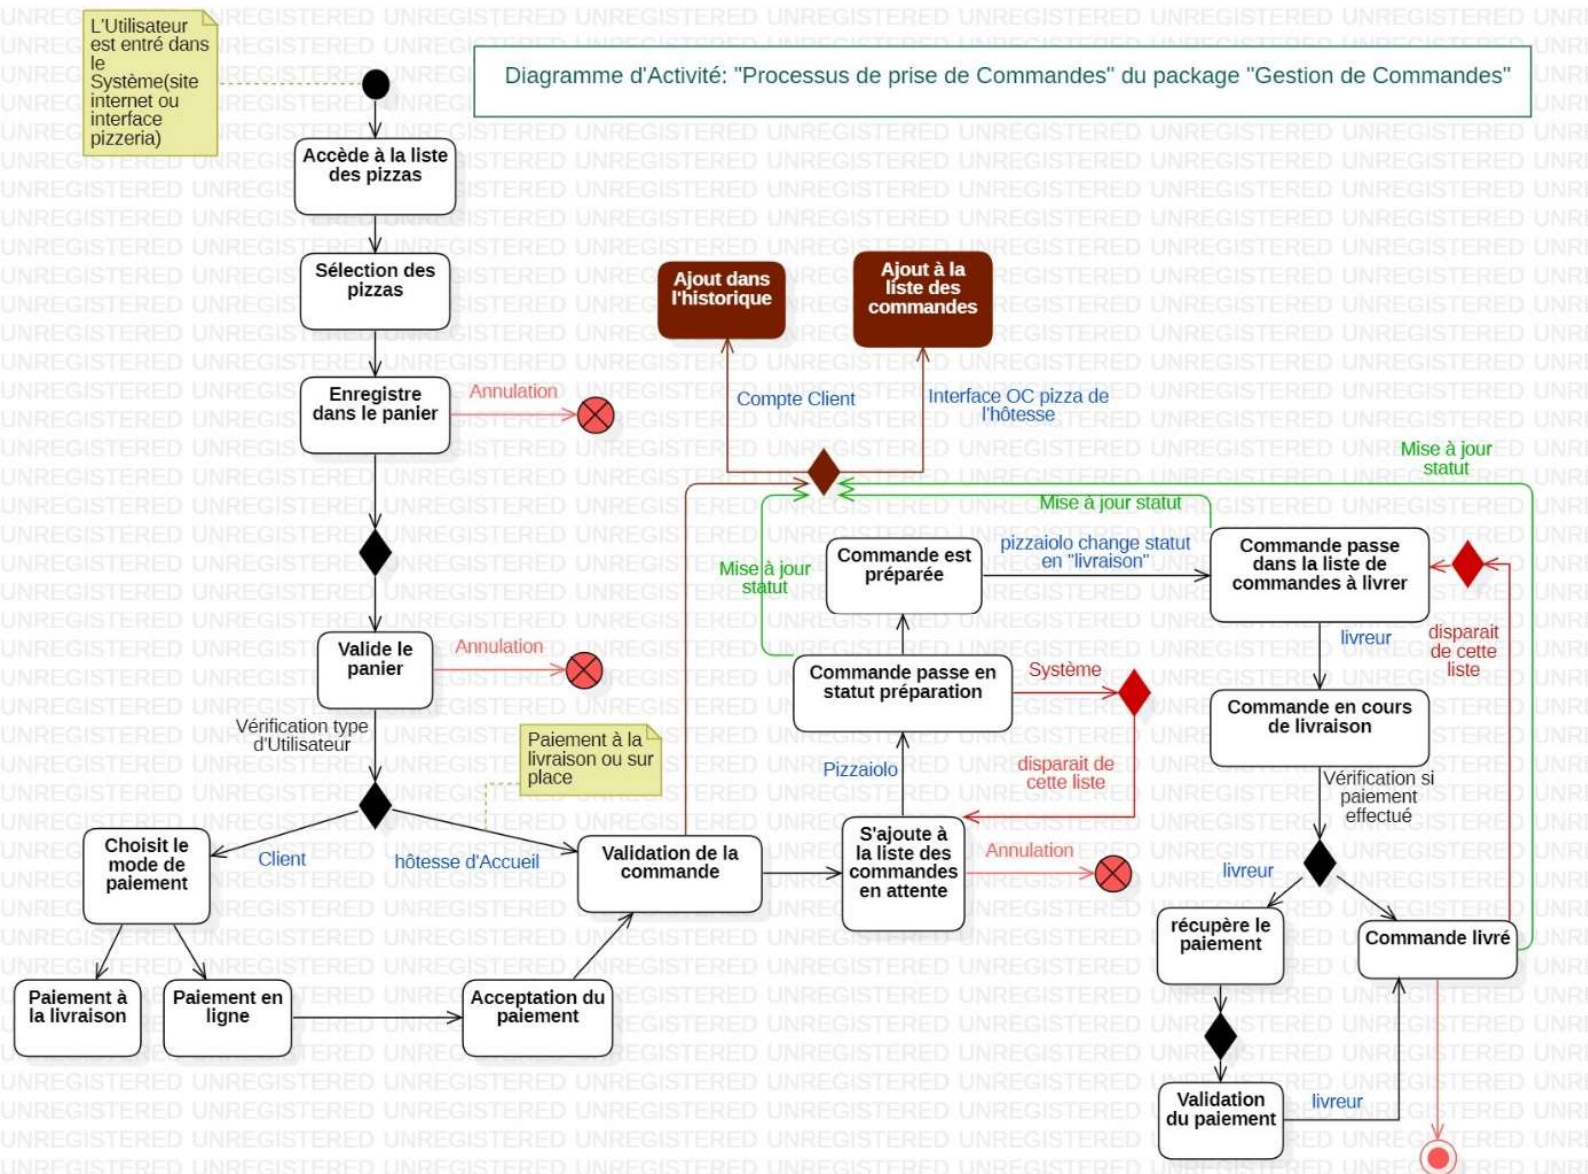 L'Utilisateur
est entré dans
le
Système(site
internet ou
interface
pizzeria)
Diagramme d'Activité: "Processus de prise de Commandes" du package "Gestion de Commandes"
Accède à la liste
des pizzas
Sélection des
pizzas
Enregistre
dans le panier
Annulation
Ajout dans
l'historique
Ajout à la
liste des
commandes
Compte Client
Interface OC pizza de
l'hôtesse
Mise à jour
statut
Mise à jour statut
Mise à jour
statut
Commande est
préparée
pizzaiolo change statut
en "livraison"
Commande passe
dans la liste de
commandes à livrer
Valide le
panier
Annulation
livreur
disparait
de cette
liste
Commande passe en
statut préparation
Système
Commande en cours
de livraison
Vérification type
d'Utilisateur
Paiement à la
livraison ou sur
place
Pizzaiolo
disparait de
cette liste
Vérification si
paiement
effectué
Choisit le
mode de
paiement
Client
hôtesse d'Accueil
Validation de la
commande
S'ajoute à
la liste des
commandes
en attente
Annulation
livreur
récupère le
paiement
Commande livré
Paiement à
la livraison
Paiement en
ligne
Acceptation du
paiement
Validation
du paiement
livreur
UNREGISTERED